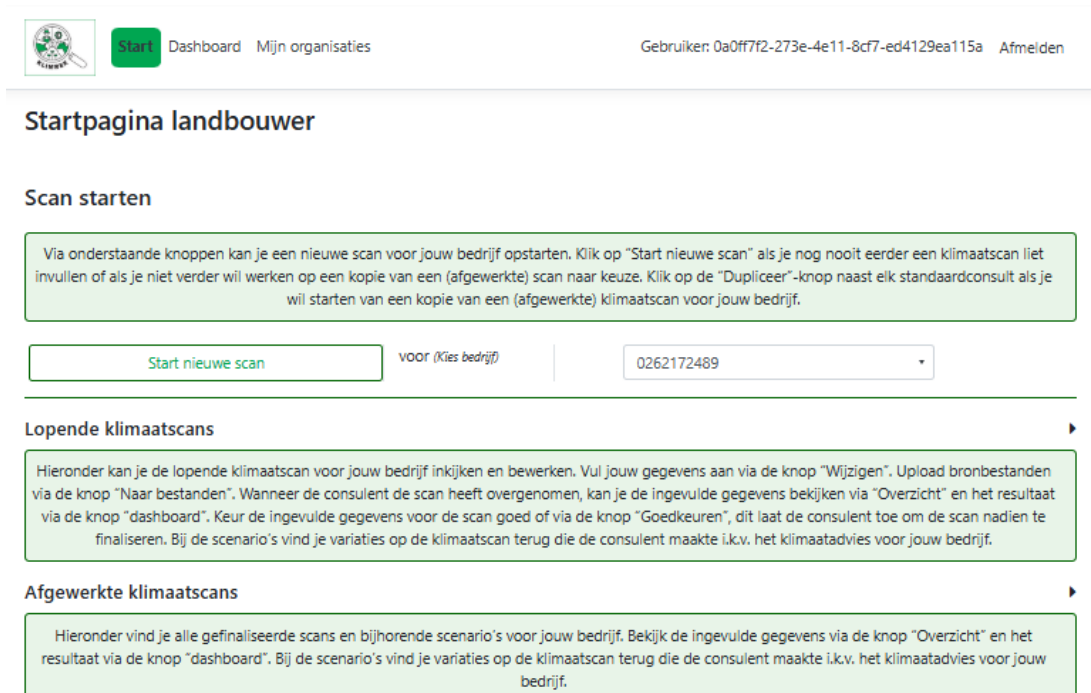 KLIMREK
Start Dashboard Mijn organisaties Gebruiker: 0a0ff7f2-273e-4e11-8cf7-ed4129ea115a Afmelden
Startpagina landbouwer
Scan starten
Via onderstaande knoppen kan je een nieuwe scan voor jouw bedrijf opstarten. Klik op "Start nieuwe scan" als je nog nooit eerder een klimaatscan liet
invullen of als je niet verder wil werken op een kopie van een (afgewerkte) scan naar keuze. Klik op de "Dupliceer"-knop naast elk standaardconsult als je
wil starten van een kopie van een (afgewerkte) klimaatscan voor jouw bedrijf.
Start nieuwe scan voor (Kies bedrijf) 0262172489
Lopende klimaatscans
Hieronder kan je de lopende klimaatscan voor jouw bedrijf inkijken en bewerken. Vul jouw gegevens aan via de knop "Wijzigen". Upload bronbestanden
via de knop "Naar bestanden". Wanneer de consulent de scan heeft overgenomen, kan je de ingevulde gegevens bekijken via "Overzicht" en het resultaat
via de knop "dashboard". Keur de ingevulde gegevens voor de scan goed of via de knop "Goedkeuren", dit laat de consulent toe om de scan nadien te
finaliseren. Bij de scenario's vind je variaties op de klimaatscan terug die de consulent maakte i.k.v. het klimaatadvies voor jouw bedrijf.
Afgewerkte klimaatscans
Hieronder vind je alle gefinaliseerde scans en bijhorende scenario's voor jouw bedrijf. Bekijk de ingevulde gegevens via de knop "Overzicht" en het
resultaat via de knop "dashboard". Bij de scenario's vind je variaties op de klimaatscan terug die de consulent maakte i.k.v. het klimaatadvies voor jouw
bedrijf.